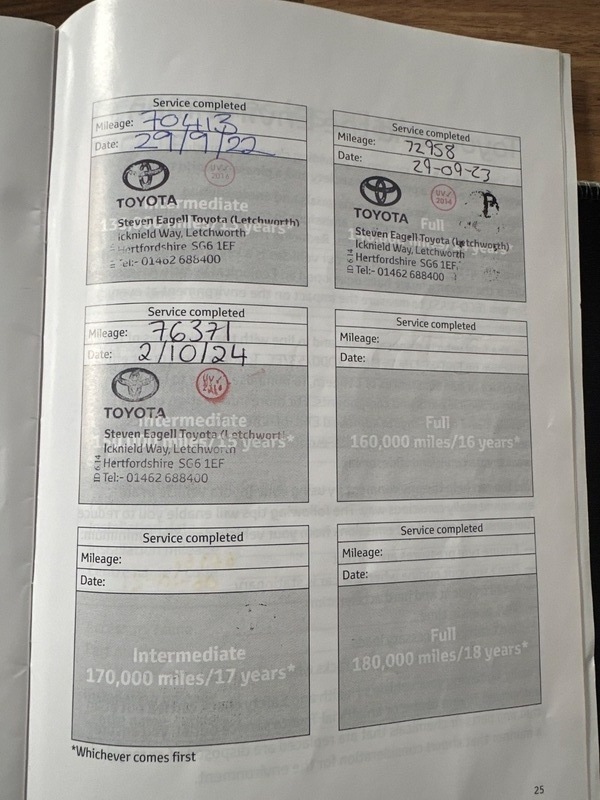 Service completed
Mileage: 70413
Date: 29/9/22
TOYOTA
Intermediate
Steven Eagell Toyota (Letchworth)
Icknield Way, Letchworth
Hertfordshire SG6 1EF
Tel:- 01462 688400
Service completed
Mileage: 72958
Date: 29-09-23
TOYOTA
Full
Steven Eagell Toyota (Letchworth)
Icknield Way, Letchworth
Hertfordshire SG6 1EF
Tel:- 01462 688400
Service completed
Mileage: 76371
Date: 2/10/24
TOYOTA
Intermediate
Steven Eagell Toyota (Letchworth)
Icknield Way, Letchworth
Hertfordshire SG6 1EF
Tel:- 01462 688400
Service completed
Mileage:
Date:
Full
160,000 miles/16 years*
Service completed
Mileage:
Date:
Intermediate
170,000 miles/17 years*
Service completed
Mileage:
Date:
Full
180,000 miles/18 years*
*Whichever comes first
25